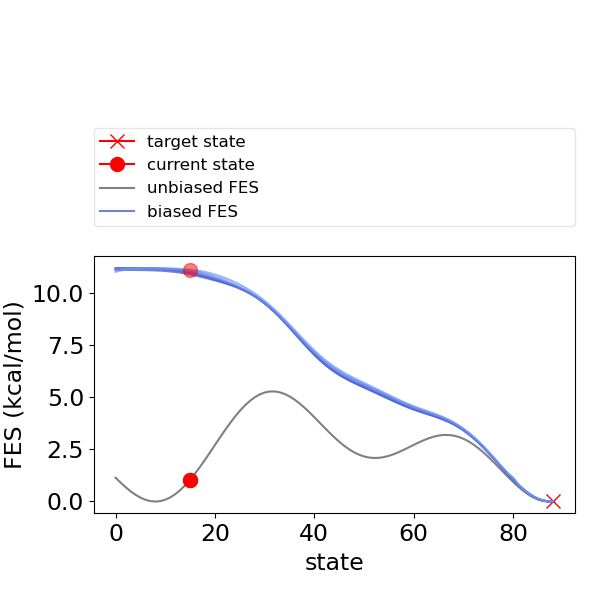 target state
current state
unbiased FES
biased FES
10.0
7.5
5.0
2.5
0.0
FES (kcal/mol)
0 20 40 60 80
state